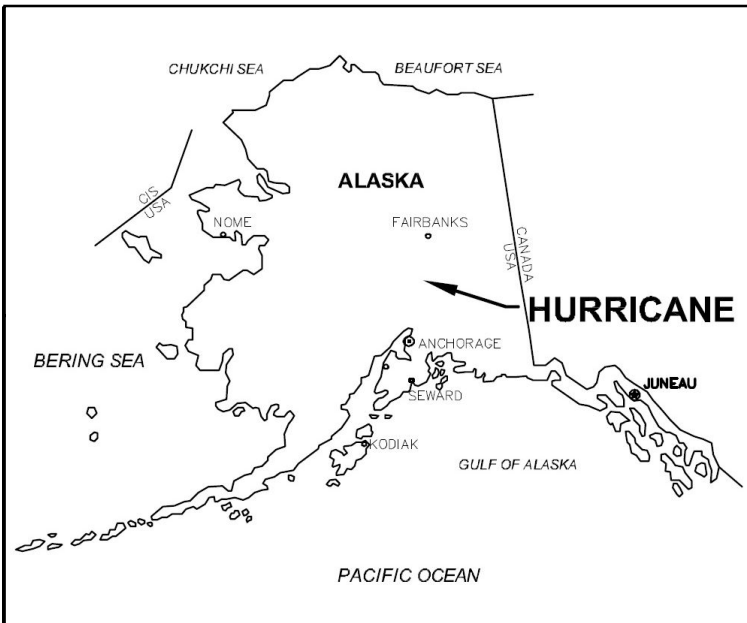 CHUKCHI SEA
BEAUFORT SEA
ALASKA
CIS
USA
NOME
FAIRBANKS
CANADA
USA
HURRICANE
ANCHORAGE
BERING SEA
SEWARD
JUNEAU
KODIAK
GULF OF ALASKA
PACIFIC OCEAN